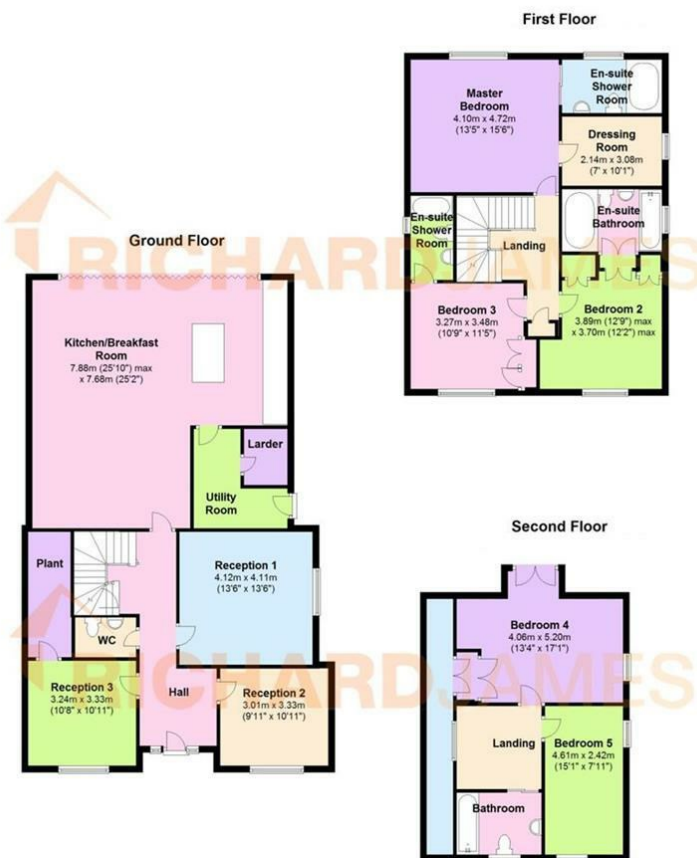 First Floor
Master
Bedroom
4.10m x 4.72m
(13'5" x 15'6")
En-suite
Shower
Room
Dressing
Room
2.14m x 3.08m
(7' x 10'1")
En-suite
Shower
Room
Landing
En-suite
Bathroom
Bedroom 3
3.27m x 3.48m
(10'9" x 11'5")
Bedroom 2
3.89m (12'9") max
x 3.70m (12'2") max
RICHARDJAMES
Ground Floor
Kitchen/Breakfast
Room
7.88m (25'10") max
x 7.68m (25'2")
Larder
Utility
Room
Plant
Reception 1
4.12m x 4.11m
(13'6" x 13'6")
WC
Reception 3
3.24m x 3.33m
(10'8" x 10'11")
Hall
Reception 2
3.01m x 3.33m
(9'11" x 10'11")
RICHARDJAMES
Second Floor
Bedroom 4
4.06m x 5.20m
(13'4" x 17'1")
Landing
Bedroom 5
4.61m x 2.42m
(15'1" x 7'11")
Bathroom